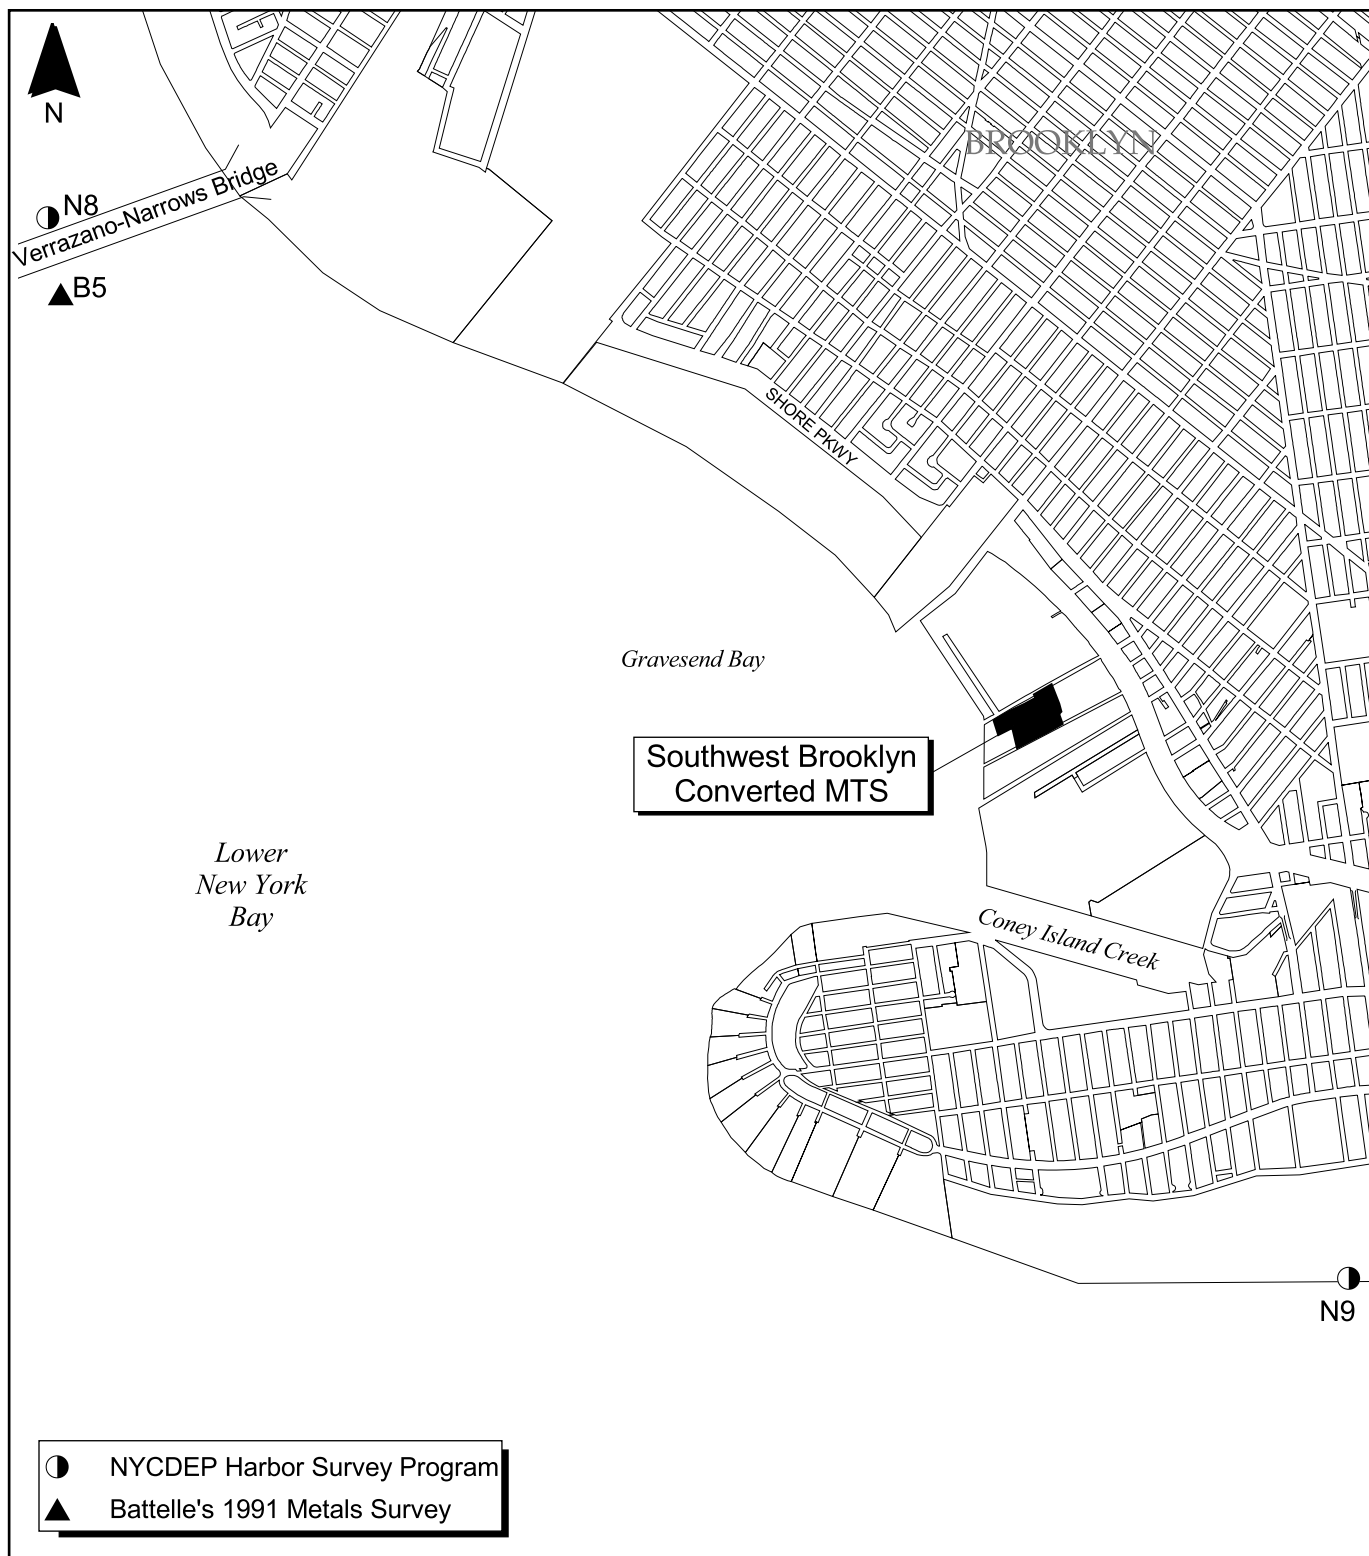 N
BROOKLYN
N8
Verrazano-Narrows Bridge
B5
SHORE PKWY
Gravesend Bay
Southwest Brooklyn
Converted MTS
Lower
New York
Bay
Coney Island Creek
N9
NYCDEP Harbor Survey Program
Battelle's 1991 Metals Survey